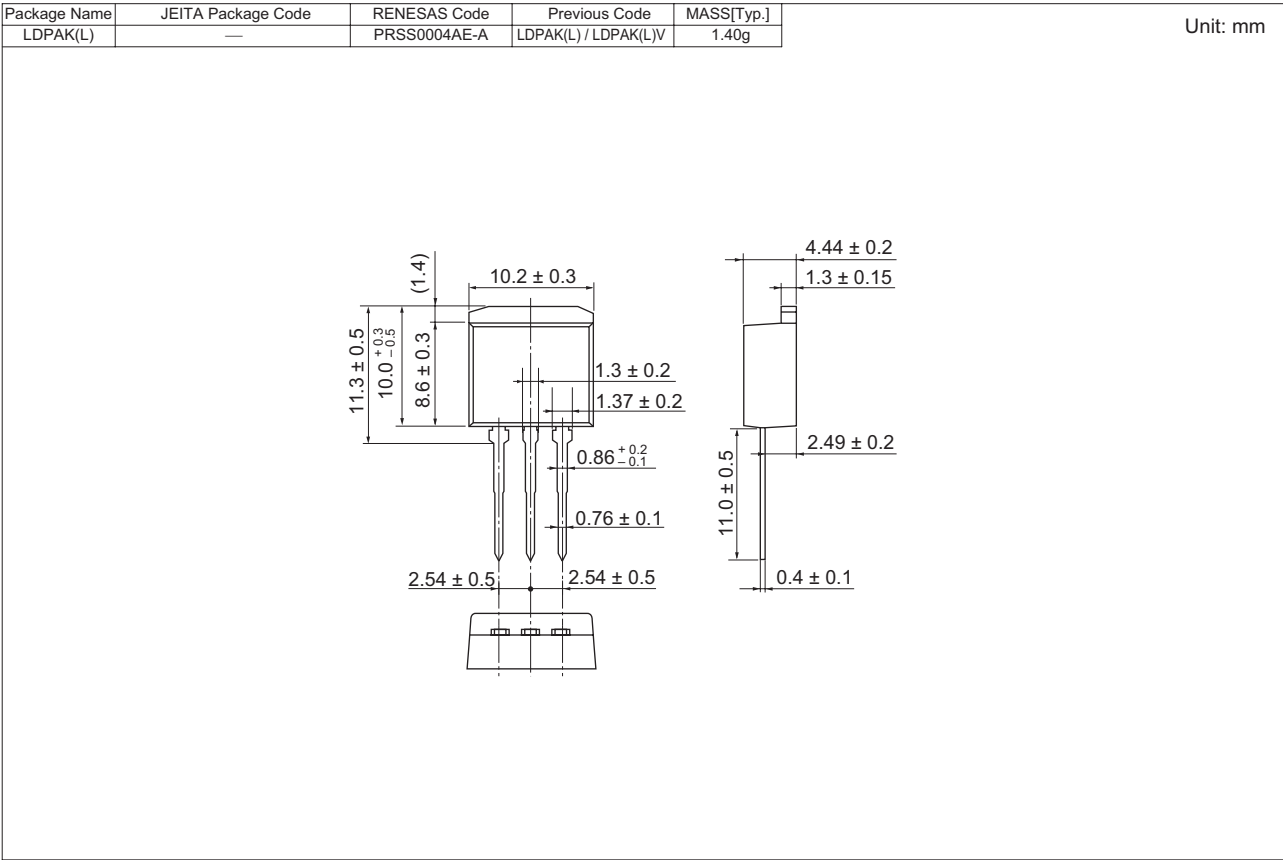 Package Name JEITA Package Code RENESAS Code Previous Code MASS[Typ.]
LDPAK(L) — PRSS0004AE-A LDPAK(L) / LDPAK(L)V 1.40g
Unit: mm
4.44 ± 0.2
(1.4)
10.2 ± 0.3
1.3 ± 0.15
11.3 ± 0.5
10.0 + 0.3 – 0.5
8.6 ± 0.3
1.3 ± 0.2
1.37 ± 0.2
2.49 ± 0.2
0.86 + 0.2 – 0.1
11.0 ± 0.5
0.76 ± 0.1
2.54 ± 0.5
2.54 ± 0.5
0.4 ± 0.1